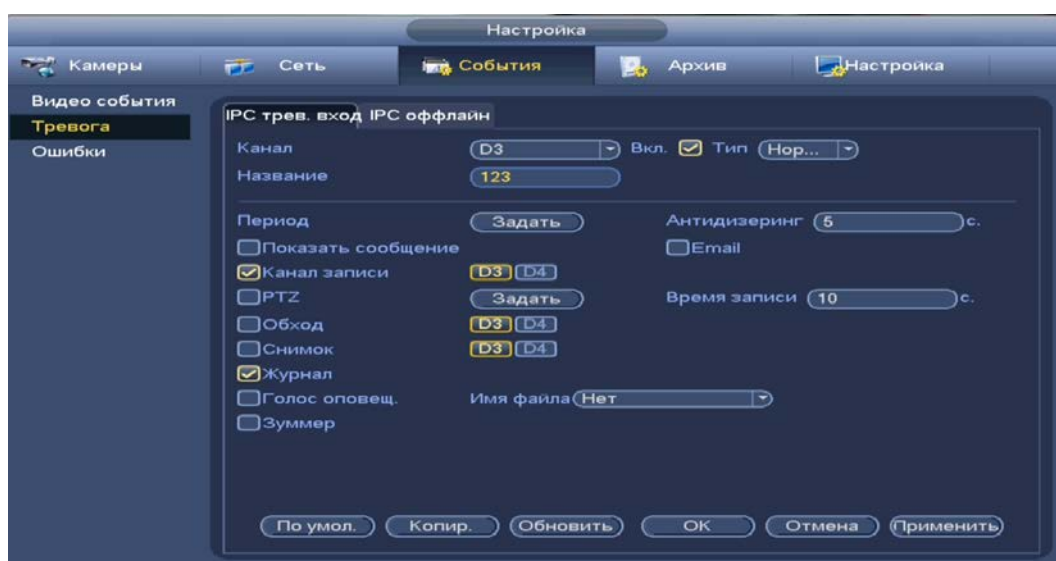 Настройка
Камеры Сеть События Архив Настройка
Видео события
Тревога
Ошибки
IPC трев. вход IPC оффлайн
Канал D3 Вкл. Тип Нор...
Название 123
Период Задать Антидизеринг 5 с.
Показать сообщение Email
Канал записи D3 D4
PTZ Задать Время записи 10 с.
Обход D3 D4
Снимок D3 D4
Журнал
Голос оповещ. Имя файла Нет
Зуммер
По умол. Копир. Обновить OK Отмена Применить